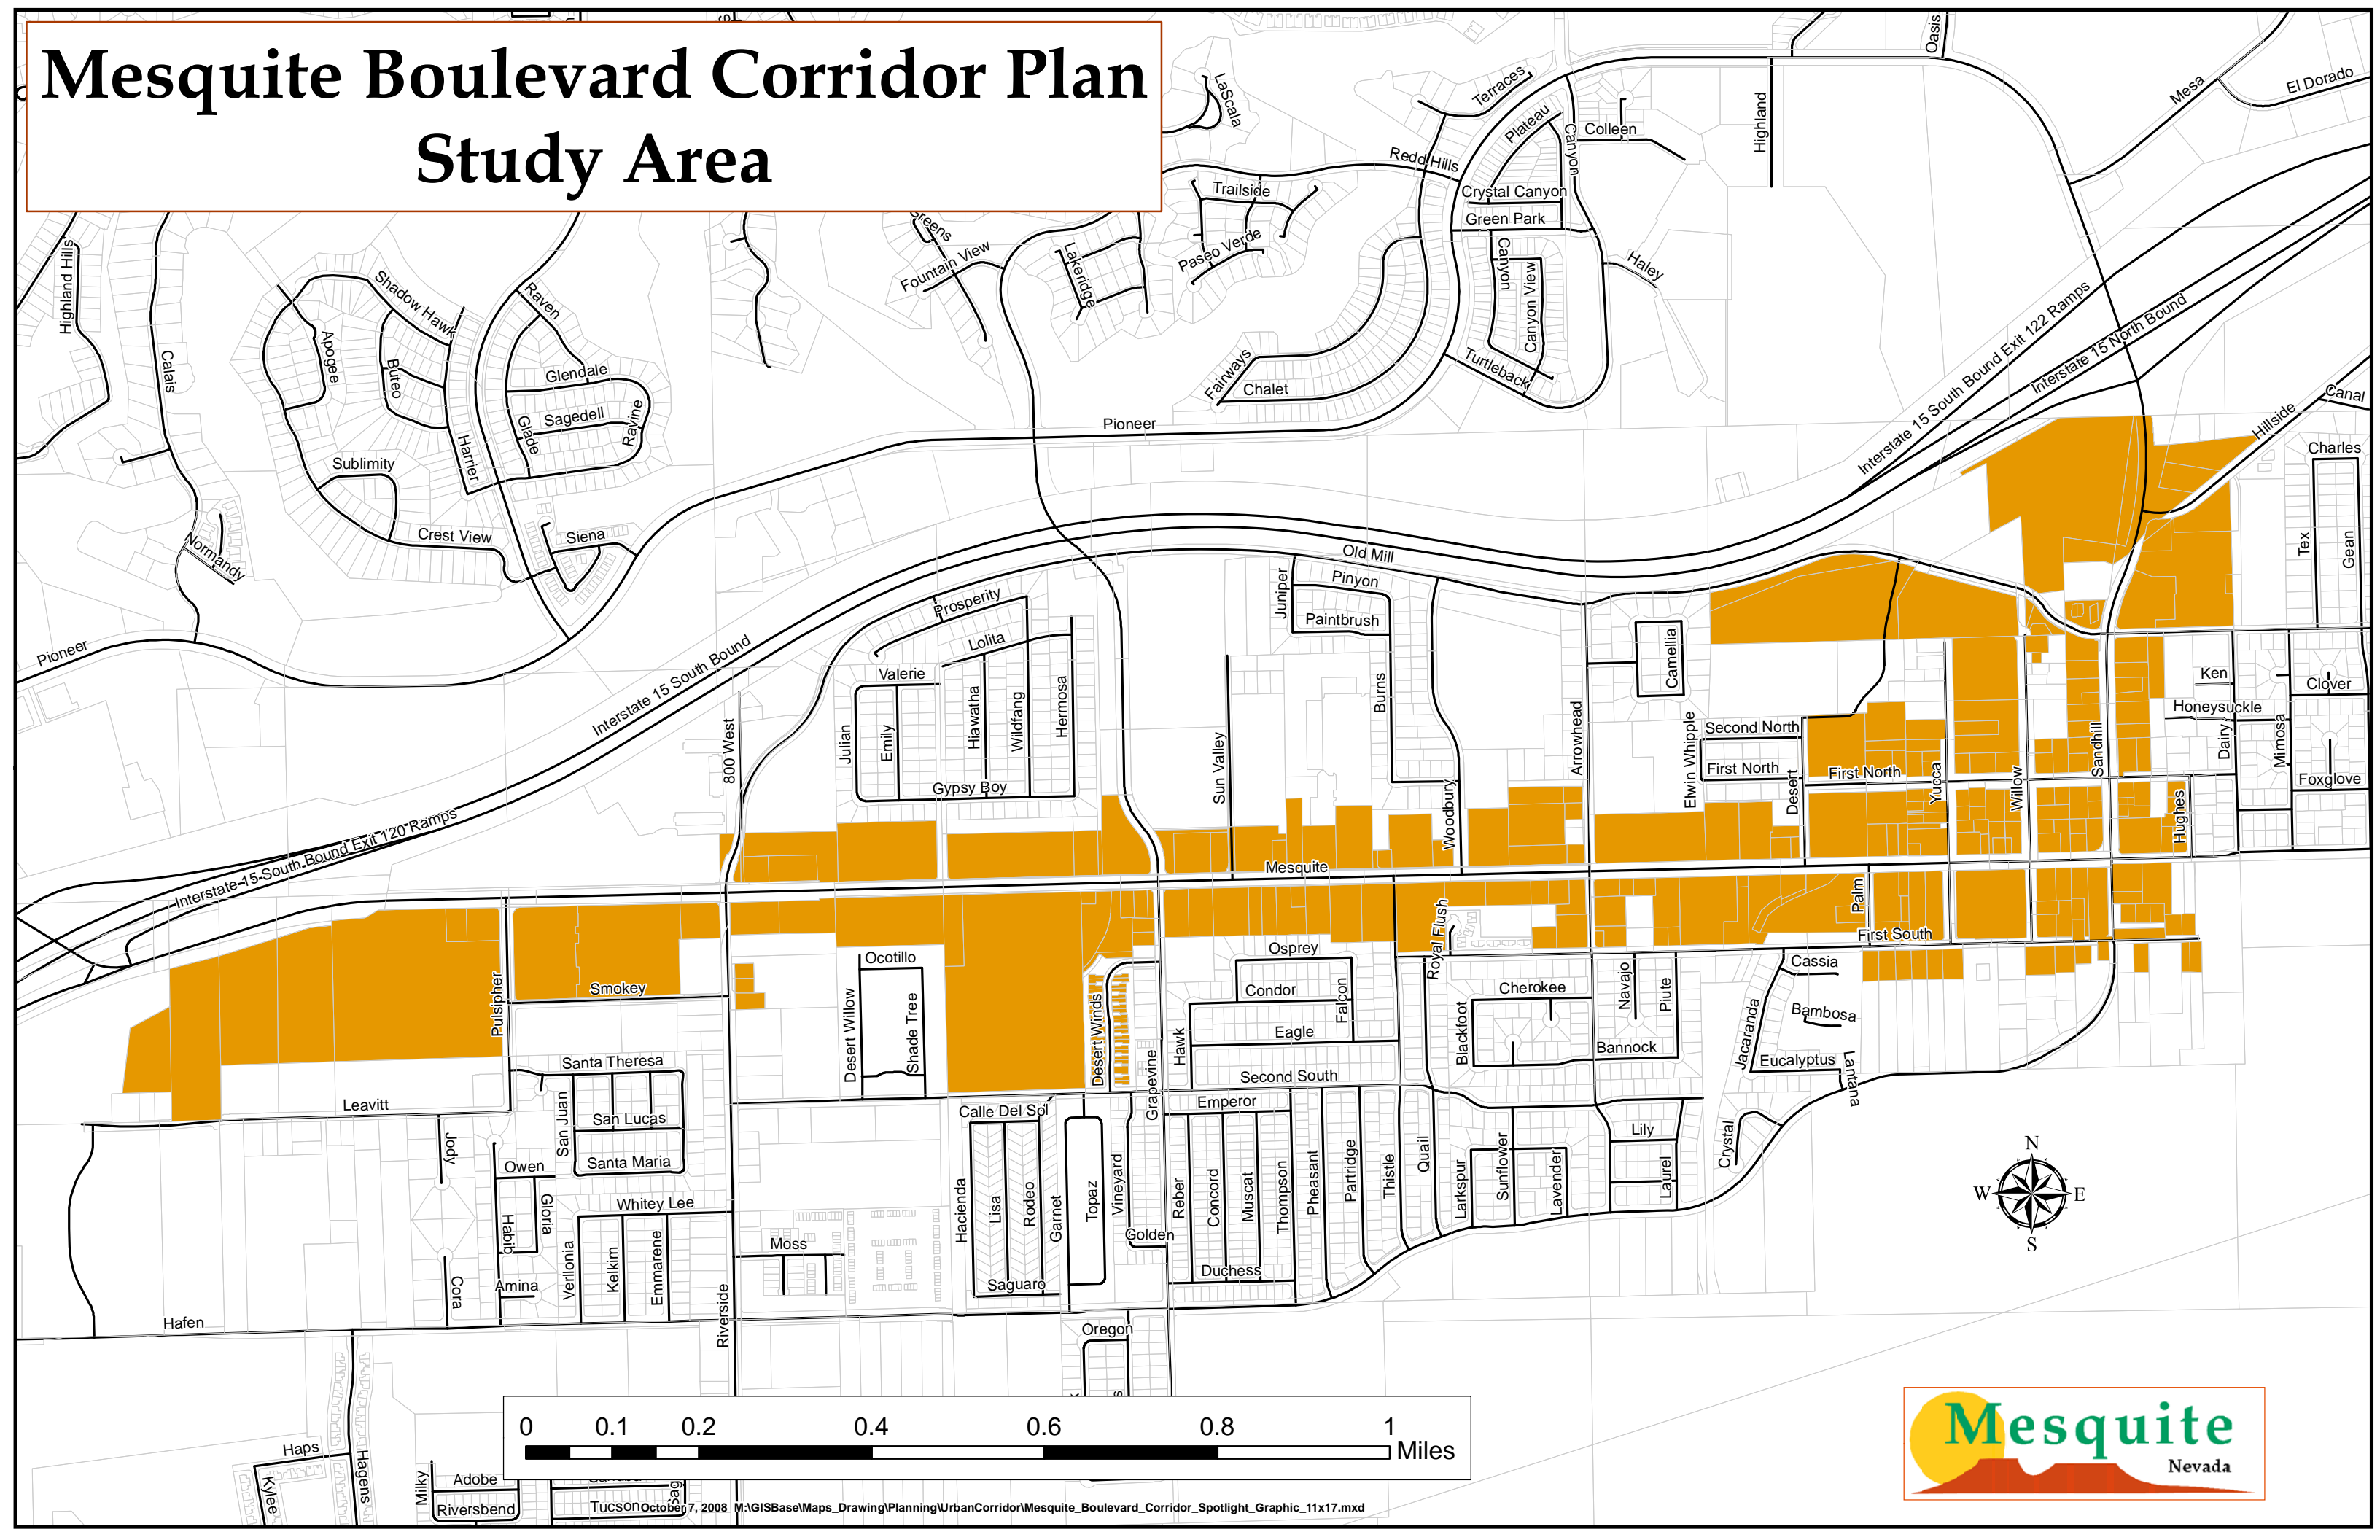 Mesquite Boulevard Corridor Plan
Study Area
LaScala
Terraces
Plateau
Canyon
Colleen
Highland
Oasis
Mesa
El Dorado
Redd Hills
Trailside
Crystal Canyon
Green Park
Paseo Verde
Canyon
Canyon View
Haley
Lakeridge
Fountain View
Highland Hills
Calais
Shadow Hawk
Raven
Apogee
Buteo
Glendale
Sagedell
Ravine
Glade
Harrier
Sublimity
Crest View
Siena
Normandy
Turtleback
Fairways
Chalet
Pioneer
Interstate 15 South Bound Exit 122 Ramps
Interstate 15 North Bound
Hillside
Canal
Charles
Tex
Gean
Old Mill
Juniper
Pinyon
Paintbrush
Prosperity
Lolita
Valerie
Julian
Emily
Hiawatha
Wildfang
Hermosa
Gypsy Boy
Pioneer
Interstate 15 South Bound
800 West
Sun Valley
Burns
Woodbury
Arrowhead
Camellia
Elwin Whipple
Second North
First North
Desert
First North
Yucca
Willow
Sandhill
Hughes
Ken
Clover
Honeysuckle
Dairy
Mimosa
Foxglove
Interstate 15 South Bound Exit 120 Ramps
Mesquite
Palm
First South
Royal Flush
Pulsipher
Smokey
Ocotillo
Desert Willow
Shade Tree
Desert Winds
Grapevine
Hawk
Osprey
Condor
Falcon
Eagle
Second South
Blackfoot
Cherokee
Navajo
Piute
Bannock
Cassia
Bambosa
Jacaranda
Eucalyptus
Lantana
Santa Theresa
San Juan
San Lucas
Santa Maria
Leavitt
Jody
Owen
Gloria
Habib
Whitey Lee
Verllonia
Kelkim
Emmarene
Amina
Cora
Hafen
Riverside
Moss
Calle Del Sol
Hacienda
Lisa
Rodeo
Garnet
Topaz
Vineyard
Saguaro
Golden
Emperor
Reber
Concord
Muscat
Thompson
Duchess
Pheasant
Partridge
Thistle
Quail
Larkspur
Sunflower
Lavender
Lily
Laurel
Crystal
Oregon
N
W
E
S
0 0.1 0.2 0.4 0.6 0.8 1
Miles
Haps
Kylee
Hagens
Milky
Adobe
Riversbend
Tucson
October 7, 2008 M:\GISBase\Maps_Drawing\Planning\UrbanCorridor\Mesquite_Boulevard_Corridor_Spotlight_Graphic_11x17.mxd
Mesquite
Nevada